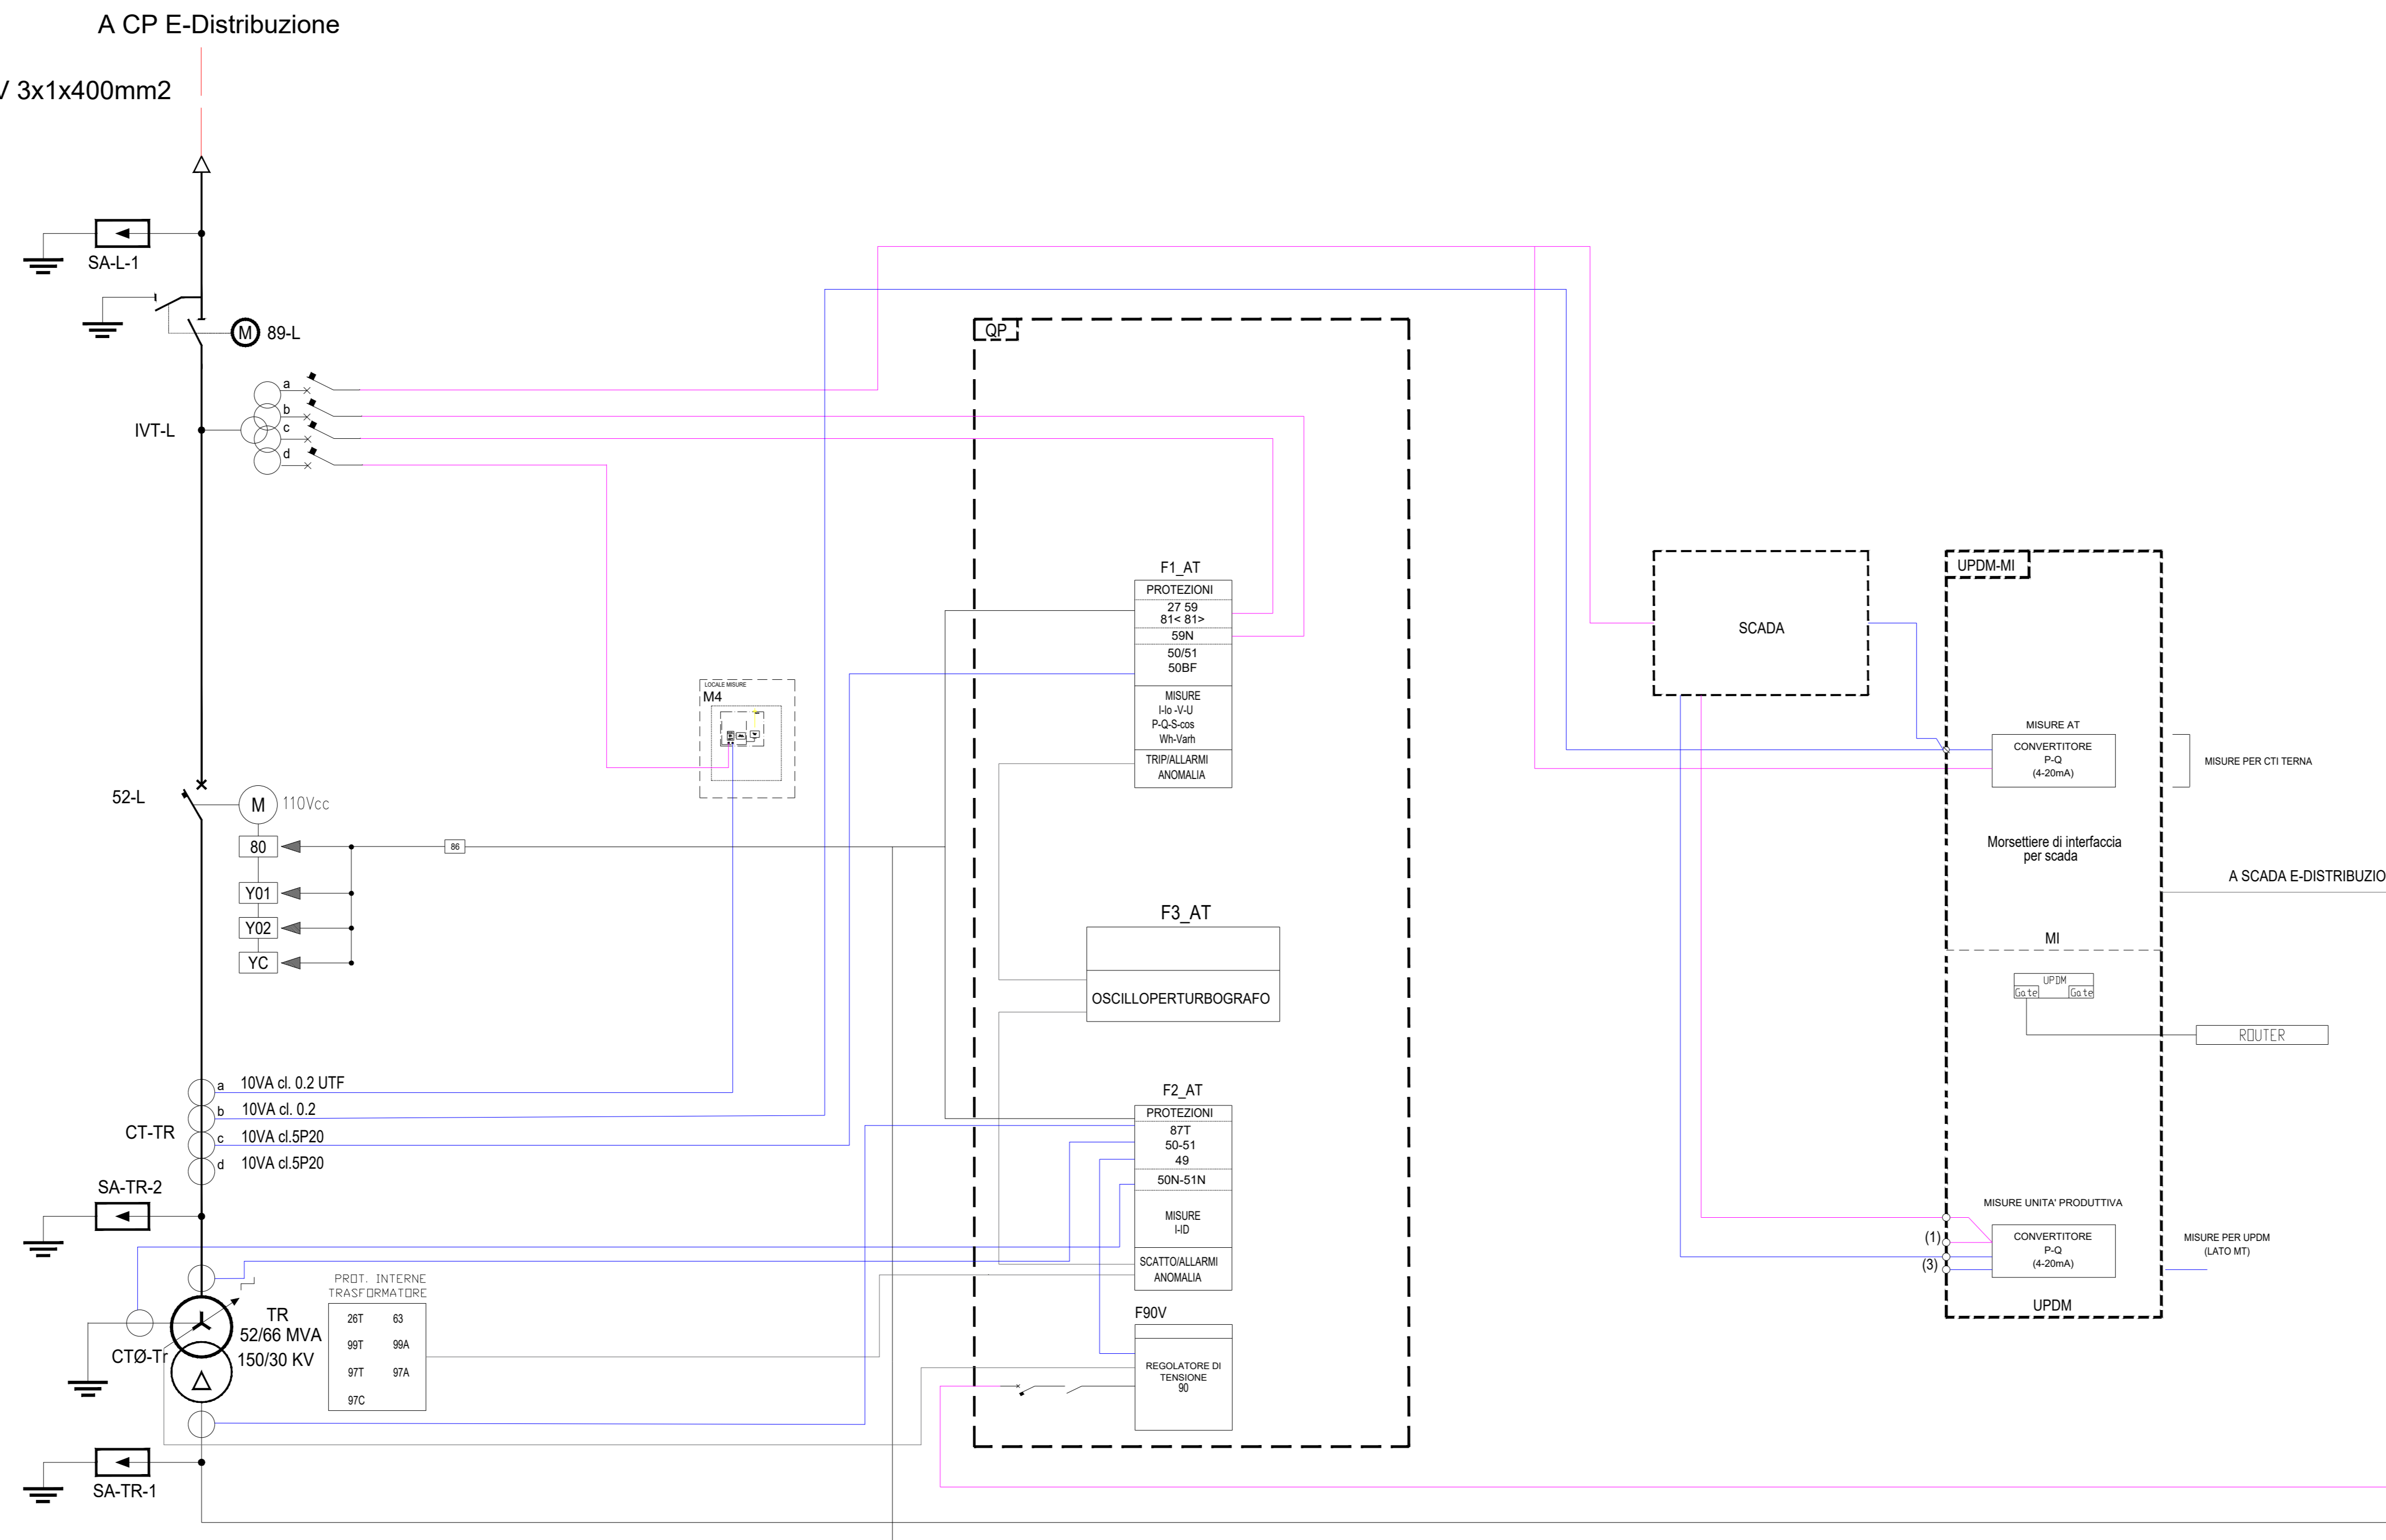 A CP E-Distribuzione
V 3x1x400mm2
SA-L-1
M
89-L
IVT-L
a
b
c
d
52-L
M
110Vcc
80
Y01
Y02
YC
86
LOCALE MISURE
M4
a
10VA cl. 0.2 UTF
b
10VA cl. 0.2
CT-TR
c
10VA cl.5P20
d
10VA cl.5P20
SA-TR-2
CTØ-Tr
TR
52/66 MVA
150/30 KV
PROT. INTERNE
TRASFORMATORE
26T 63
99T 99A
97T 97A
97C
SA-TR-1
QP
F1_AT
PROTEZIONI
27 59
81< 81>
59N
50/51
50BF
MISURE
I-Io -V-U
P-Q-S-cos
Wh-Varh
TRIP/ALLARMI
ANOMALIA
F3_AT
OSCILLOPERTURBOGRAFO
F2_AT
PROTEZIONI
87T
50-51
49
50N-51N
MISURE
I-ID
SCATTO/ALLARMI
ANOMALIA
F90V
REGOLATORE DI
TENSIONE
90
SCADA
UPDM-MI
MISURE AT
CONVERTITORE
P-Q
(4-20mA)
MISURE PER CTI TERNA
Morsettiere di interfaccia
per scada
A SCADA E-DISTRIBUZIO
MI
UPDM
Gate Gate
ROUTER
MISURE UNITA' PRODUTTIVA
(1)
(3)
CONVERTITORE
P-Q
(4-20mA)
MISURE PER UPDM
(LATO MT)
UPDM